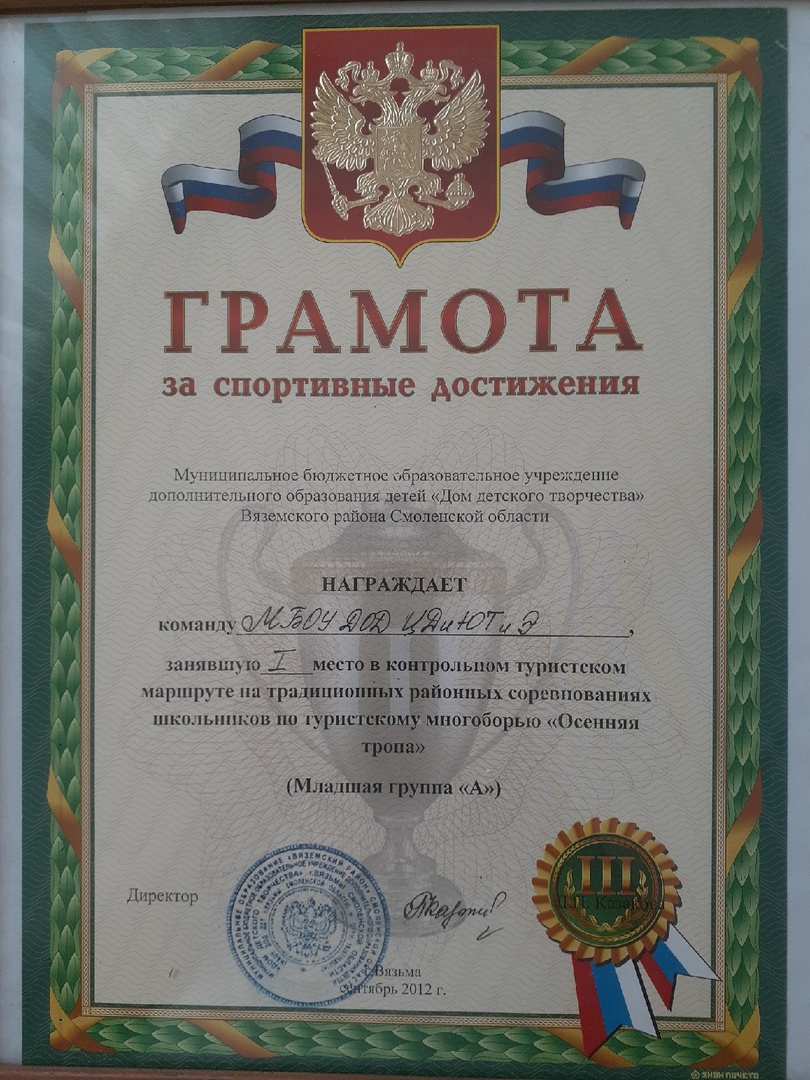 ГРАМОТА
за спортивные достижения
Муниципальное бюджетное образовательное учреждение
дополнительного образования детей «Дом детского творчества»
Вяземского района Смоленской области
НАГРАЖДАЕТ
команду МБОУ ДОД ЦДиЮТиЭ,
занявшую I место в контрольном туристском
маршруте на традиционных районных соревнованиях
школьников по туристскому многоборью «Осенняя
тропа»
(Младшая группа «А»)
III
Директор
Казакова
г.Вязьма
сентябрь 2012 г.